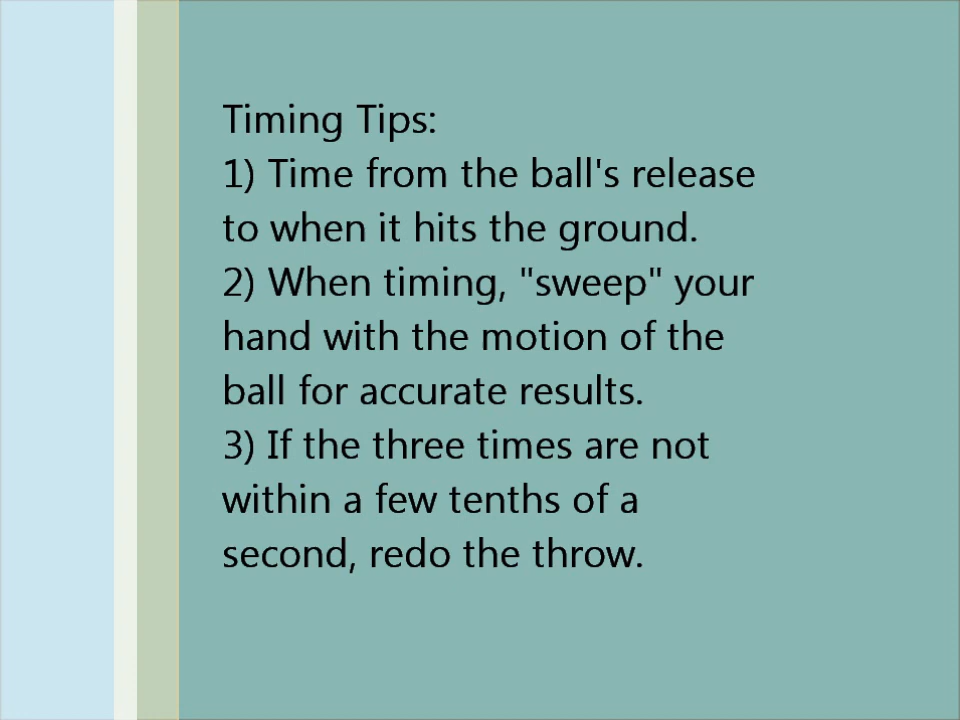 Timing Tips:
1) Time from the ball's release
to when it hits the ground.
2) When timing, "sweep" your
hand with the motion of the
ball for accurate results.
3) If the three times are not
within a few tenths of a
second, redo the throw.